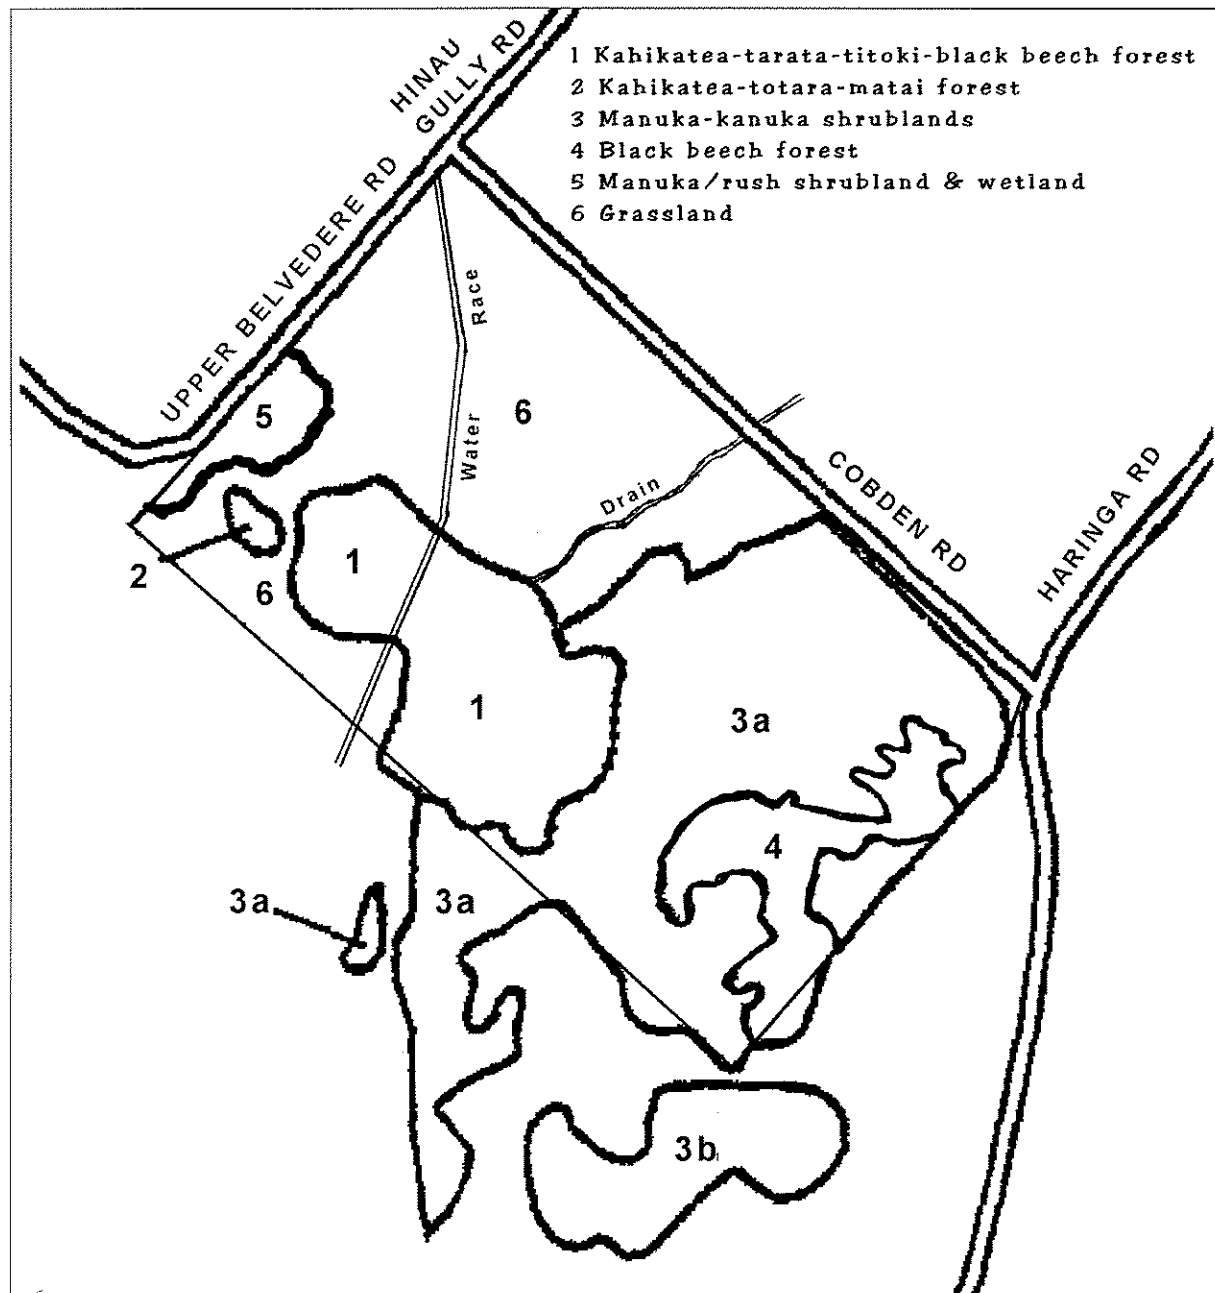 HINAU
GULLY RD
1 Kahikatea-tarata-titoki-black beech forest
2 Kahikatea-totara-matai forest
3 Manuka-kanuka shrublands
4 Black beech forest
5 Manuka/rush shrubland & wetland
6 Grassland
UPPER BELVEDERE RD
Water Race
5
6
Drain
COBDEN RD
HARINGA RD
2
1
6
1
3a
4
3a
3a
3b